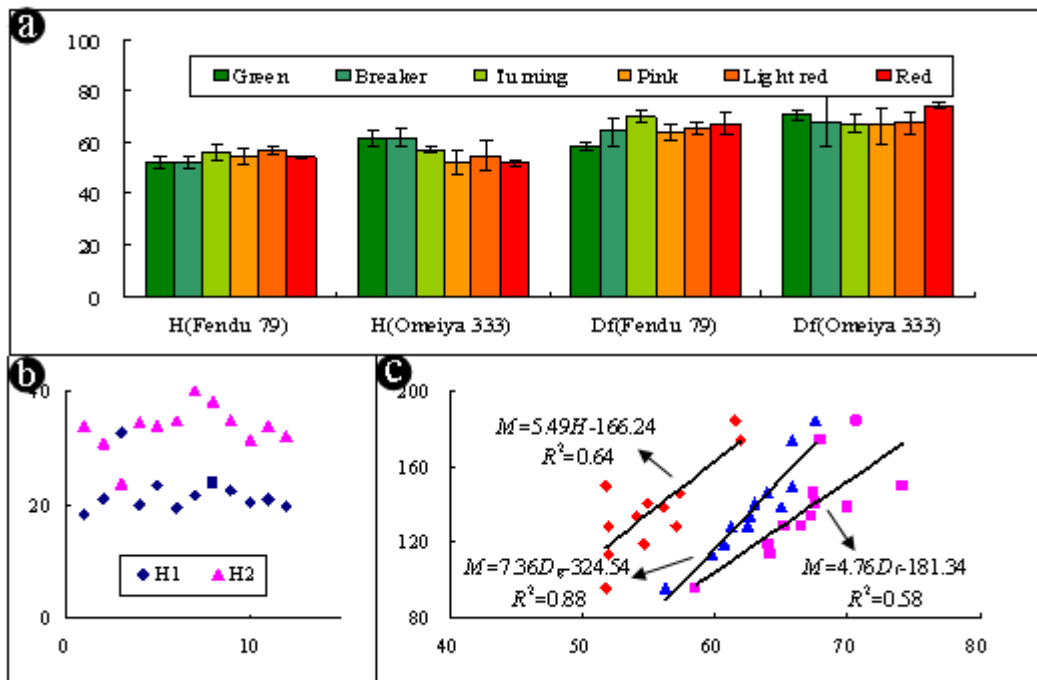 a
Green Breaker Turning Pink Light red Red
100
80
60
40
20
0
H(Fendu 79) H(Omeiya 333) Df(Fendu 79) Df(Omeiya 333)
b
40
20
0
H1 H2
0 10
c
200
160
120
80
M=5.49H-166.24
R²=0.64
M=7.36Dg-324.54
R²=0.88
M=4.76Df-181.34
R²=0.58
40 50 60 70 80